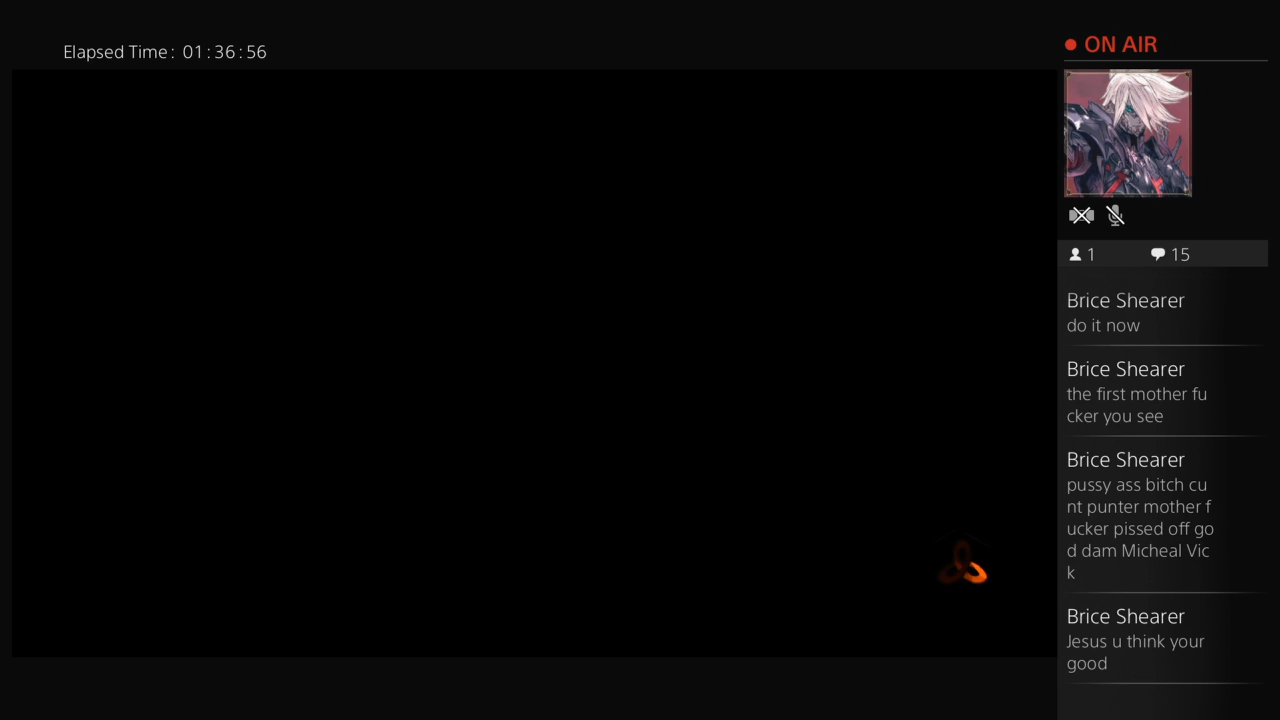 Elapsed Time: 01:36:56
ON AIR
1 15
Brice Shearer
do it now
Brice Shearer
the first mother fu
cker you see
Brice Shearer
pussy ass bitch cu
nt punter mother f
ucker pissed off go
d dam Micheal Vic
k
Brice Shearer
Jesus u think your
good